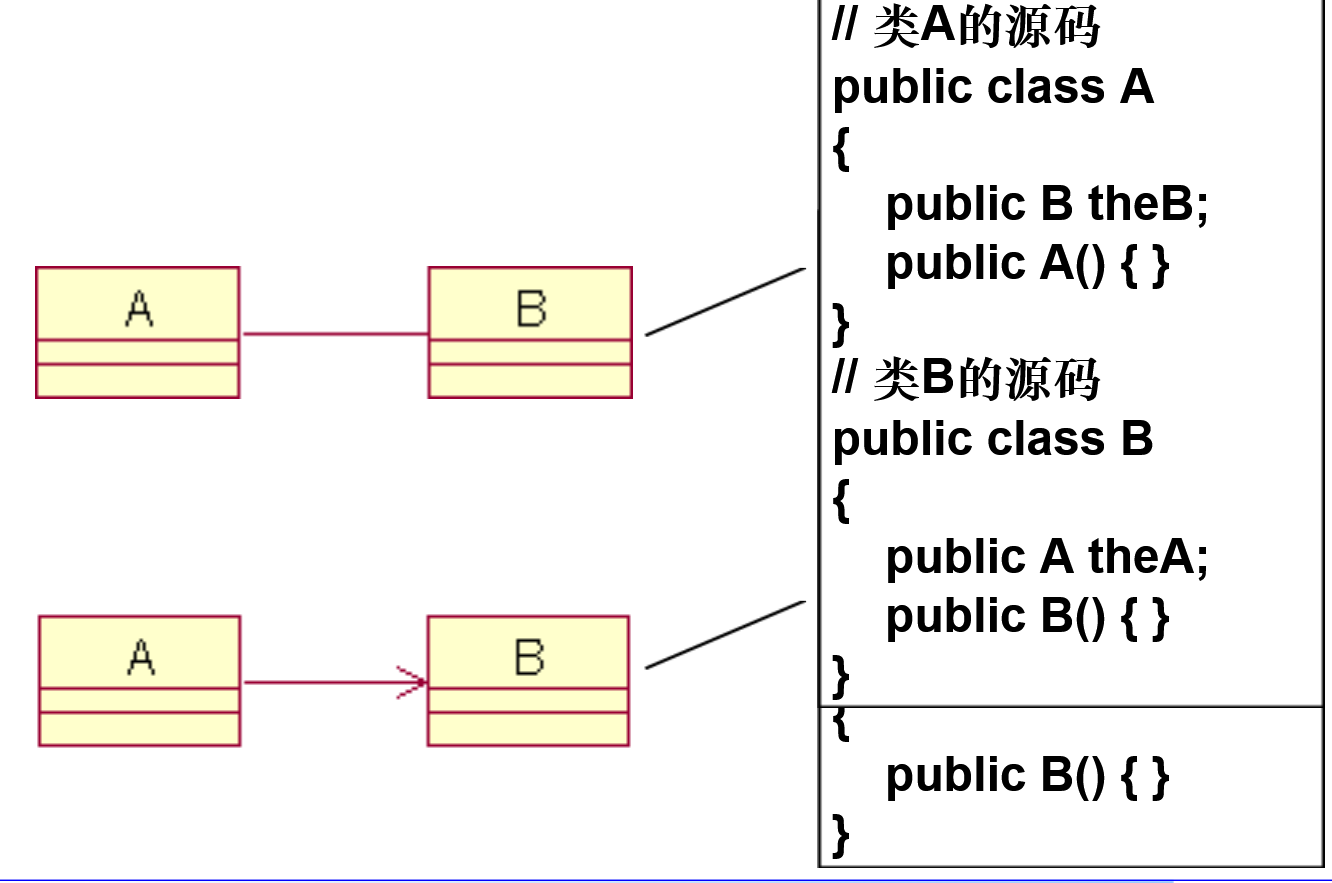 // 类A的源码
public class A
{
public B theB;
public A() { }
}
// 类B的源码
public class B
{
public A theA;
public B() { }
}
{
public B() { }
}
A
B
A
B